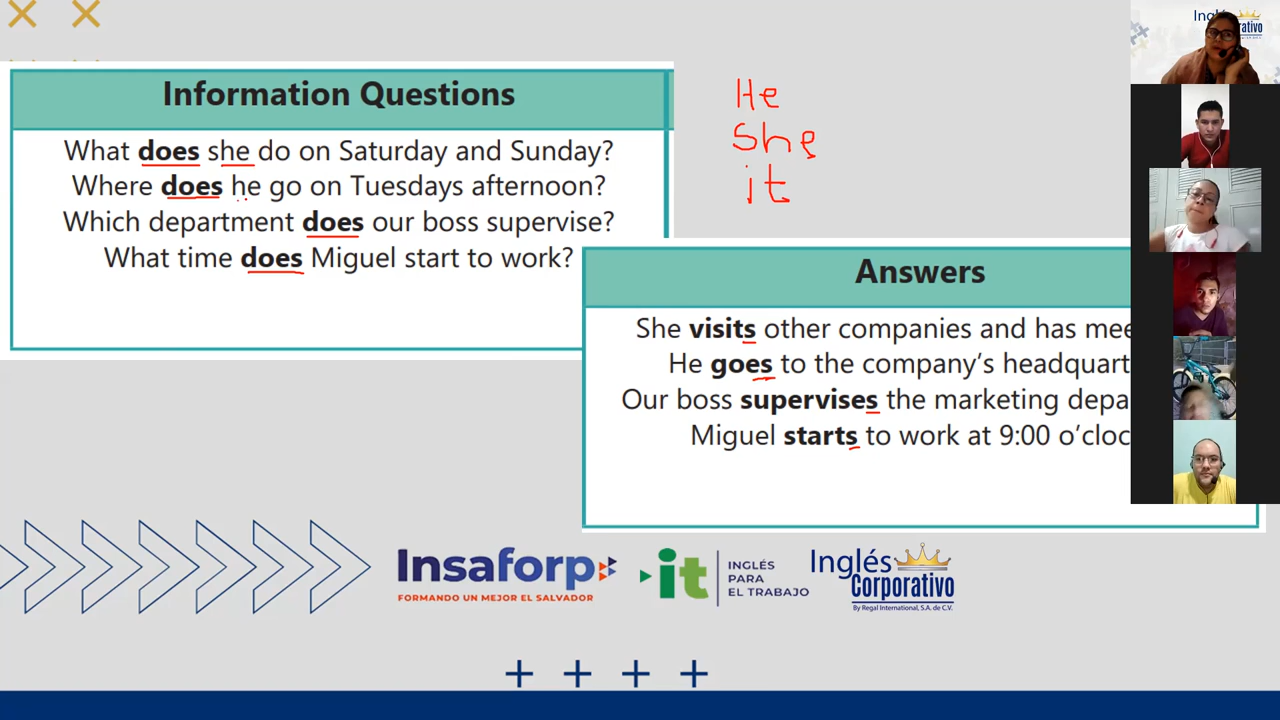 Information Questions
What does she do on Saturday and Sunday?
Where does he go on Tuesdays afternoon?
Which department does our boss supervise?
What time does Miguel start to work?
He
She
it
Answers
She visits other companies and has mee
He goes to the company's headquart
Our boss supervises the marketing depa
Miguel starts to work at 9:00 o'cloc
Insaforp
FORMANDO UN MEJOR EL SALVADOR
it
INGLÉS
PARA
EL TRABAJO
Inglés
Corporativo
By Regal International, S.A. de C.V.